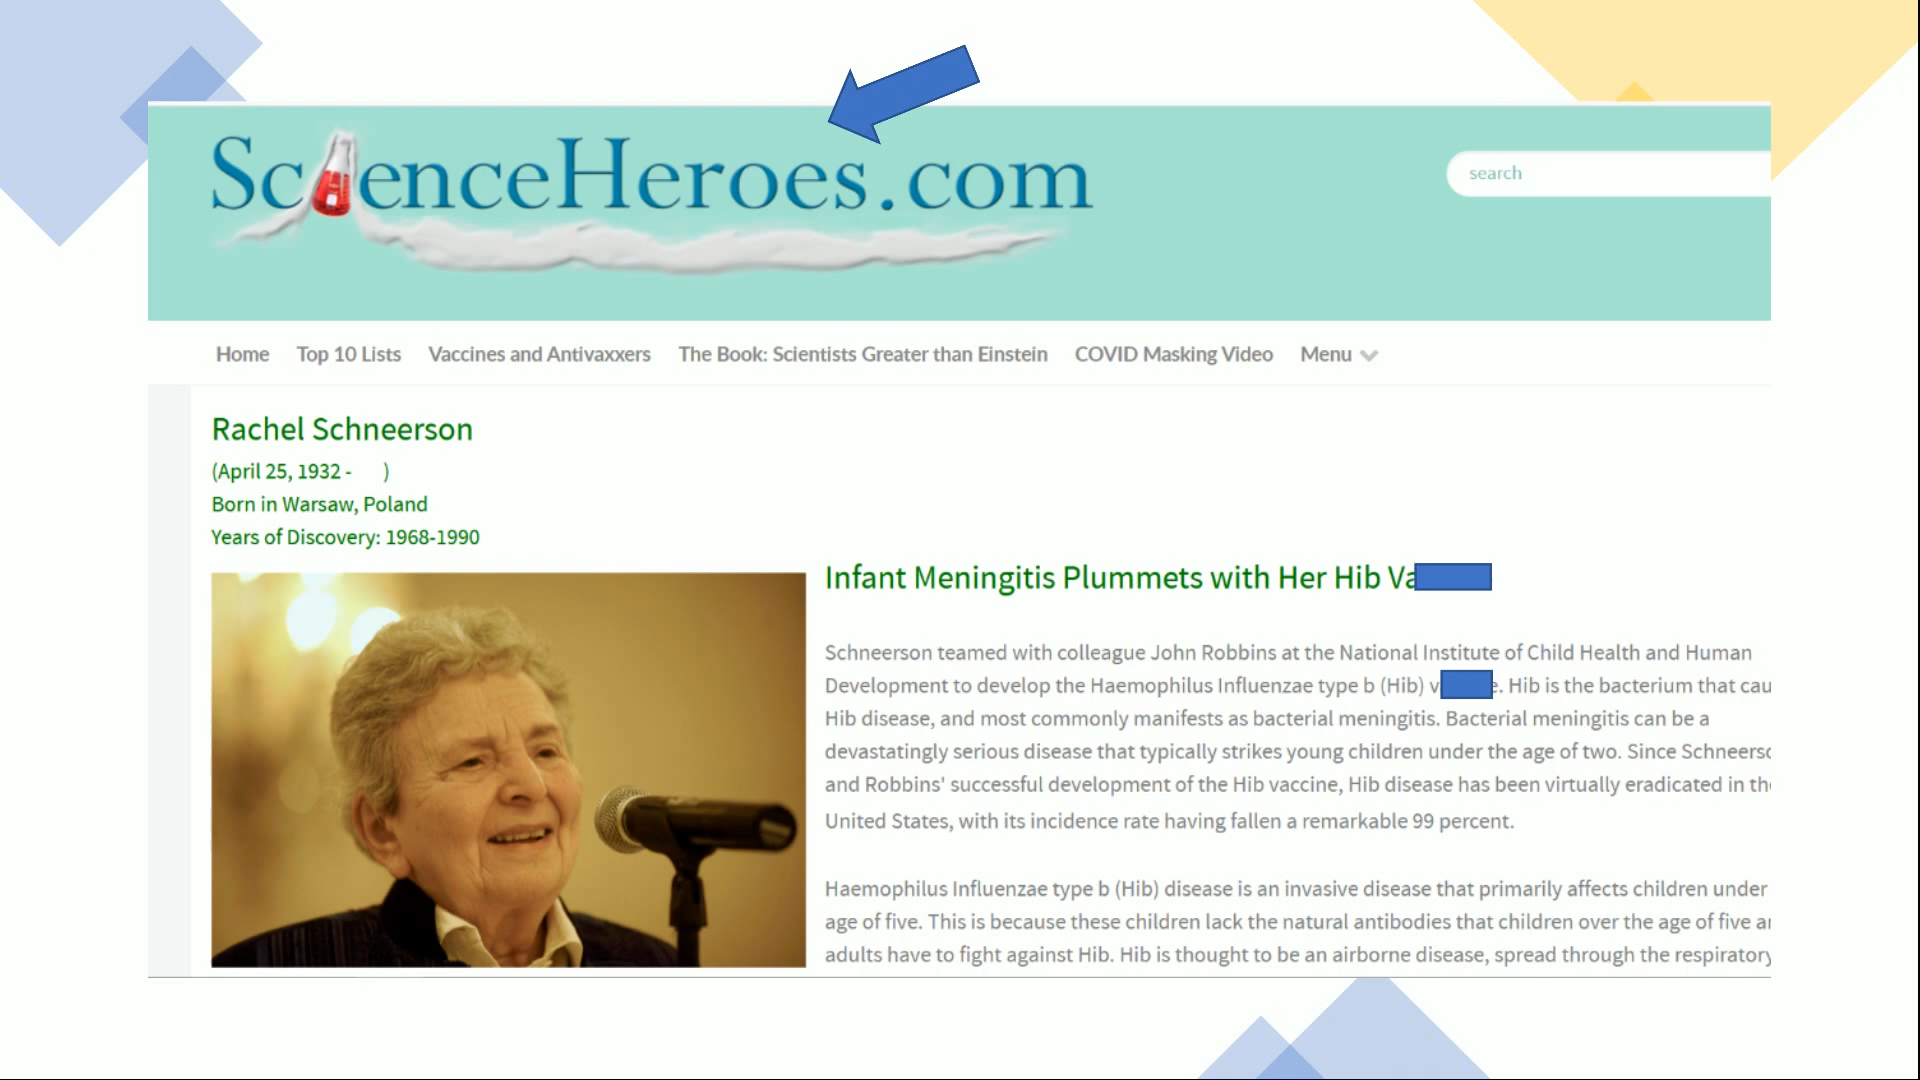 ScienceHeroes.com
search
Home Top 10 Lists Vaccines and Antivaxxers The Book: Scientists Greater than Einstein COVID Masking Video Menu
Rachel Schneerson
(April 25, 1932 - )
Born in Warsaw, Poland
Years of Discovery: 1968-1990
Infant Meningitis Plummets with Her Hib
Schneerson teamed with colleague John Robbins at the National Institute of Child Health and Human
Development to develop the Haemophilus Influenzae type b (Hib) . Hib is the bacterium that
Hib disease, and most commonly manifests as bacterial meningitis. Bacterial meningitis can be a
devastatingly serious disease that typically strikes young children under the age of two. Since
and Robbins' successful development of the Hib vaccine, Hib disease has been virtually eradicated in
United States, with its incidence rate having fallen a remarkable 99 percent.
Haemophilus Influenzae type b (Hib) disease is an invasive disease that primarily affects children under
age of five. This is because these children lack the natural antibodies that children over the age of five
adults have to fight against Hib. Hib is thought to be an airborne disease, spread through the respiratory